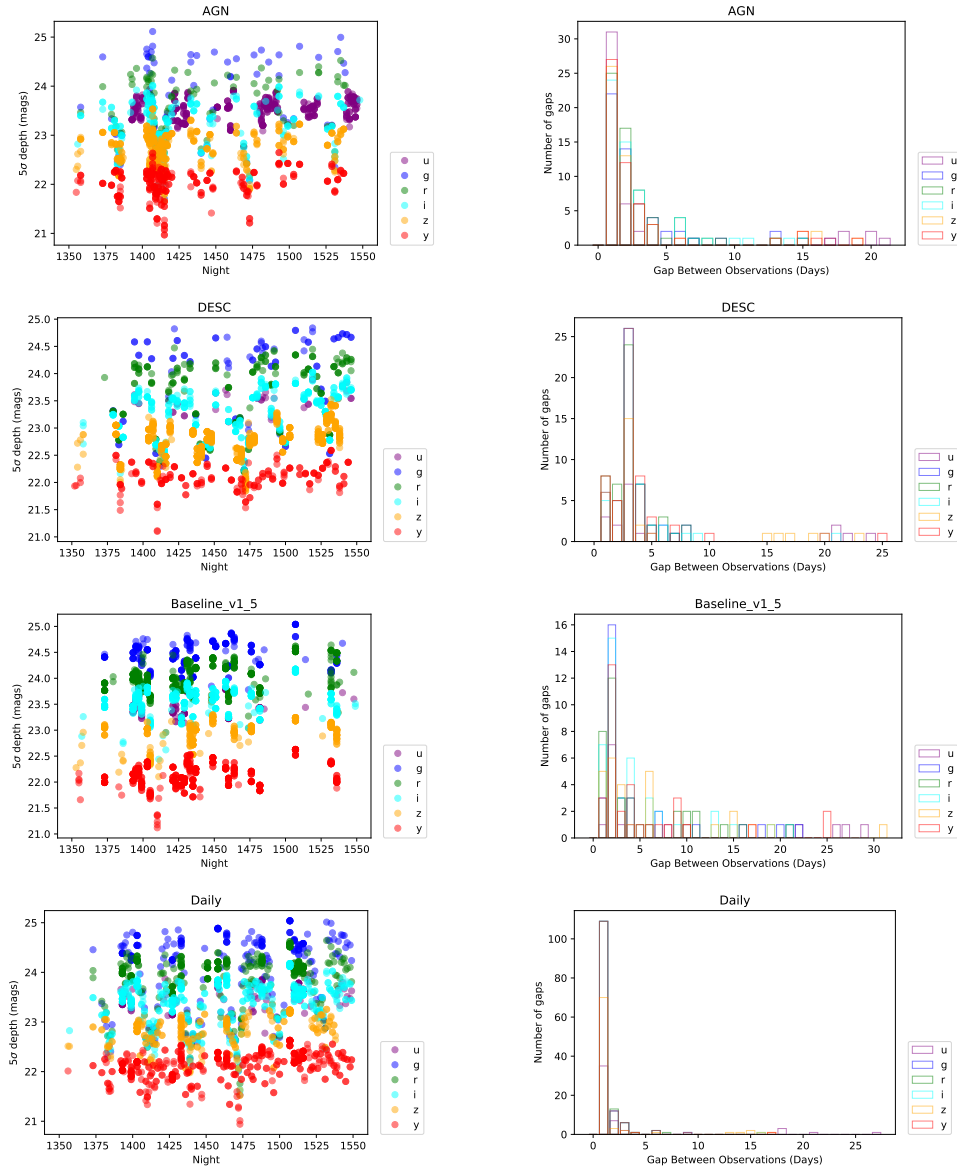 AGN
25
24
23
22
21
5σ depth (mags)
1350 1375 1400 1425 1450 1475 1500 1525 1550
Night
u
g
r
i
z
y
AGN
30
25
20
15
10
5
0
Number of gaps
0 5 10 15 20
Gap Between Observations (Days)
u
g
r
i
z
y
DESC
25.0
24.5
24.0
23.5
23.0
22.5
22.0
21.5
21.0
5σ depth (mags)
1350 1375 1400 1425 1450 1475 1500 1525 1550
Night
u
g
r
i
z
y
DESC
25
20
15
10
5
0
Number of gaps
0 5 10 15 20 25
Gap Between Observations (Days)
u
g
r
i
z
y
Baseline_v1_5
25.0
24.5
24.0
23.5
23.0
22.5
22.0
21.5
21.0
5σ depth (mags)
1350 1375 1400 1425 1450 1475 1500 1525 1550
Night
u
g
r
i
z
y
Baseline_v1_5
16
14
12
10
8
6
4
2
0
Number of gaps
0 5 10 15 20 25 30
Gap Between Observations (Days)
u
g
r
i
z
y
Daily
25
24
23
22
21
5σ depth (mags)
1350 1375 1400 1425 1450 1475 1500 1525 1550
Night
u
g
r
i
z
y
Daily
100
80
60
40
20
0
Number of gaps
0 5 10 15 20 25
Gap Between Observations (Days)
u
g
r
i
z
y